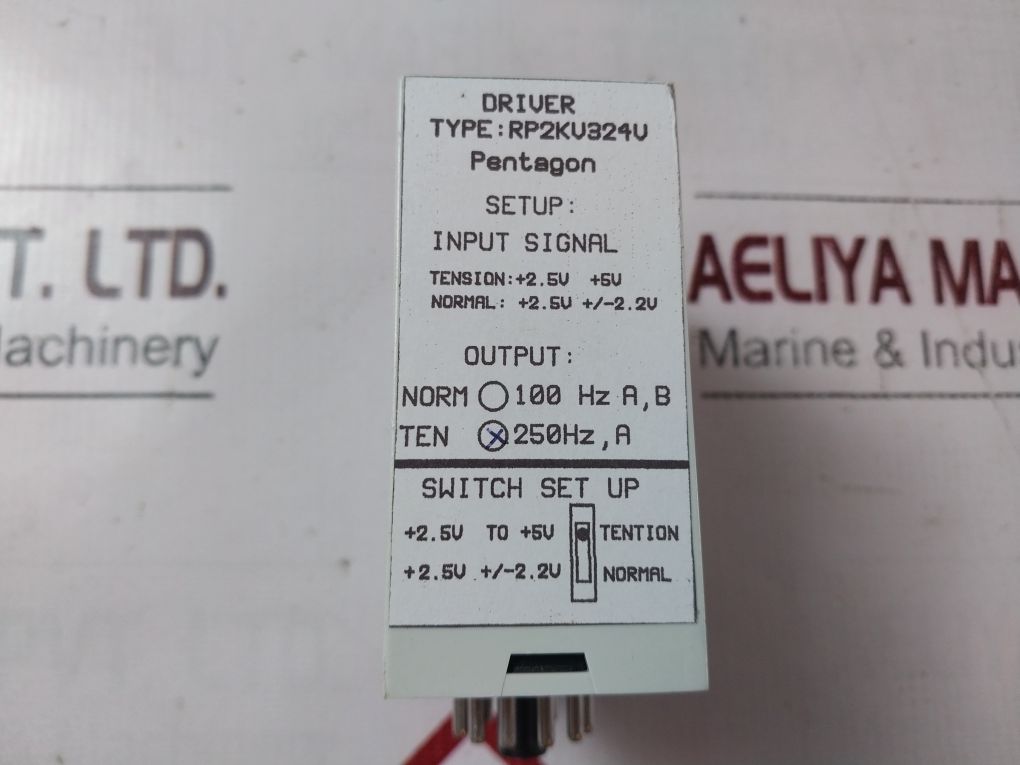 DRIVER
TYPE:RP2KV324V
Pentagon
SETUP:
INPUT SIGNAL
TENSION:+2.5V +5V
NORMAL: +2.5V +/-2.2V
OUTPUT:
NORM 100 Hz A,B
TEN 250Hz,A
SWITCH SET UP
+2.5V TO +5V TENTION
+2.5V +/-2.2V NORMAL
T. LTD.
achinery
AELIYA MA
Marine & Indus